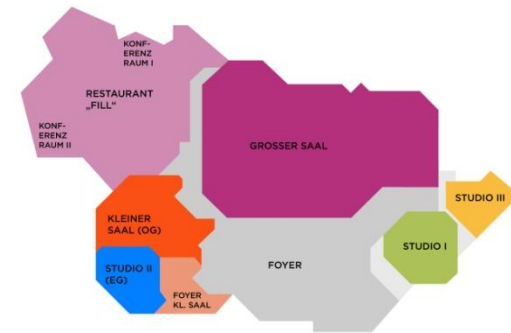 KONF-
ERENZ
RAUM I
RESTAURANT
„FILL“
KONF-
ERENZ
RAUM II
GROSSER SAAL
STUDIO III
KLEINER
SAAL (OG)
STUDIO I
STUDIO II
(EG)
FOYER
FOYER
KL. SAAL